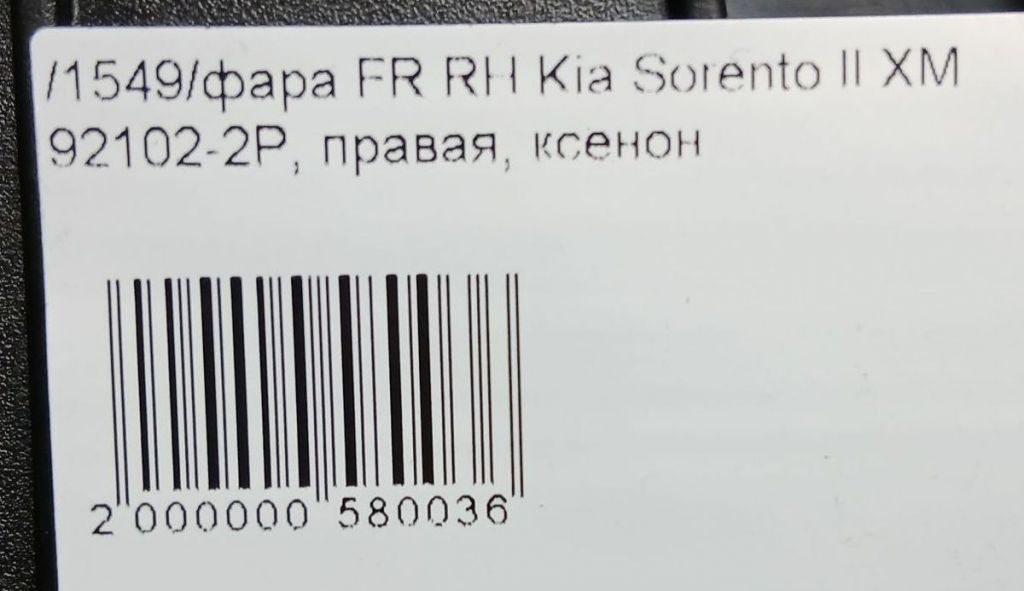 /1549/фара FR RH Kia Sorento II XM
92102-2P, правая, ксенон
2 000000 580036